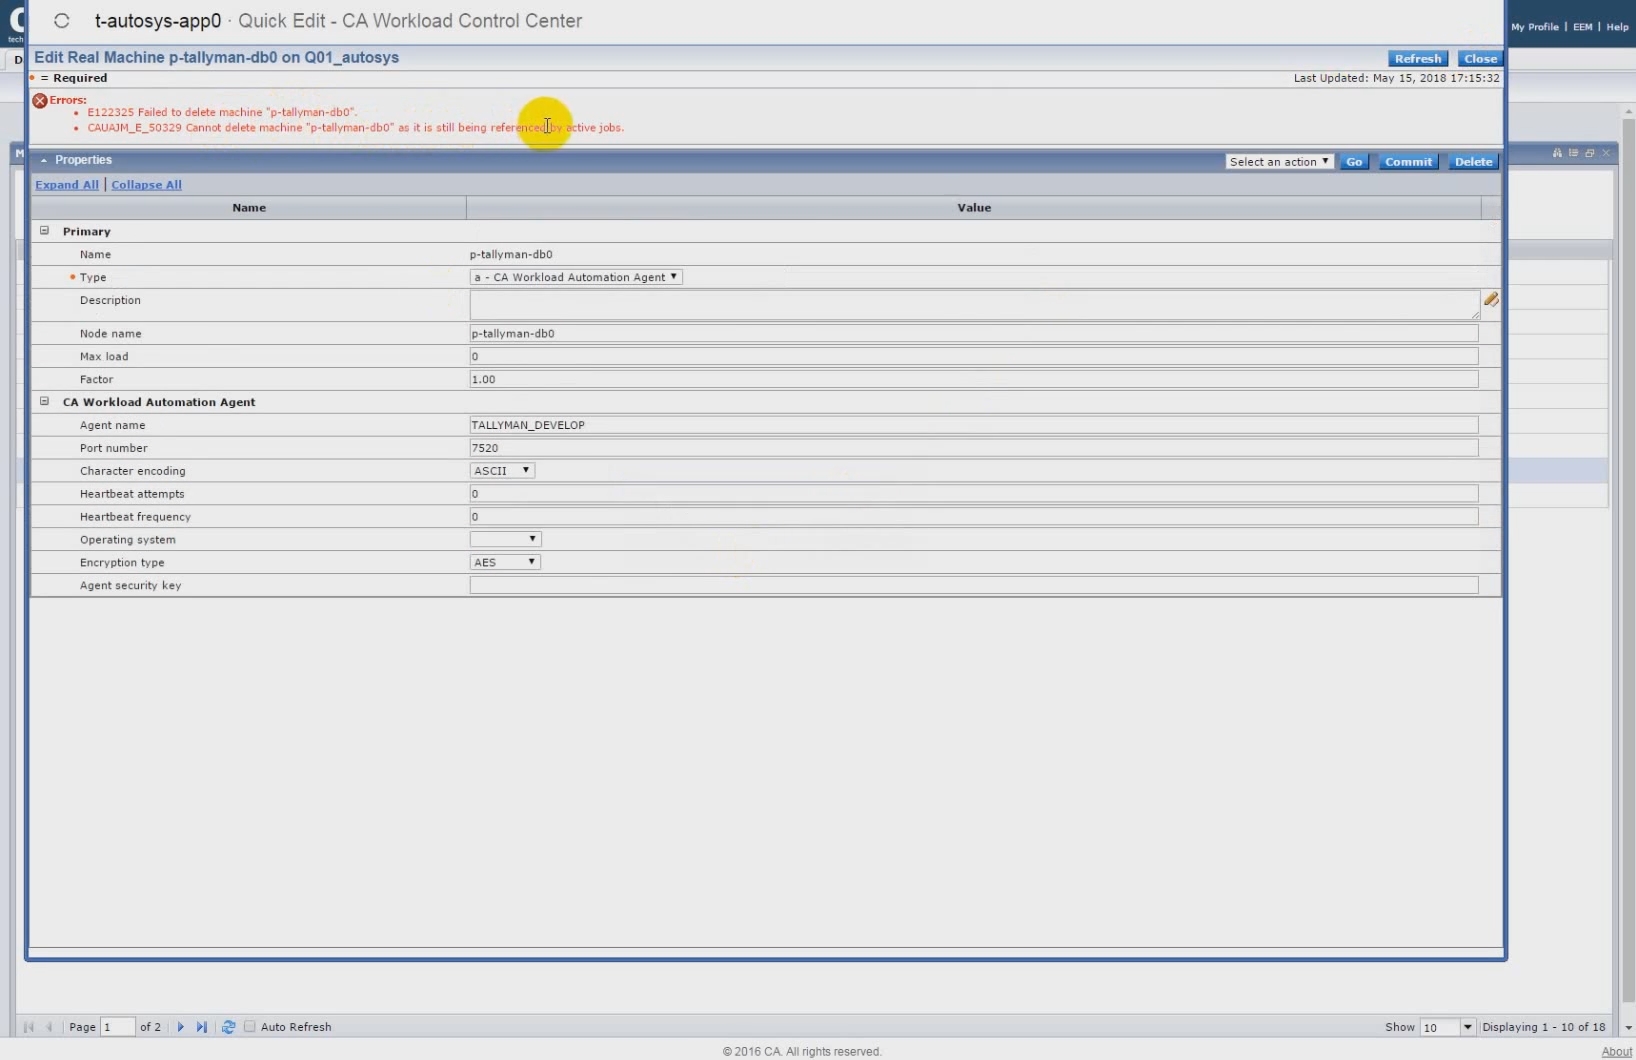 t-autosys-app0 · Quick Edit - CA Workload Control Center
My Profile | EEM | Help
tech
D
Edit Real Machine p-tallyman-db0 on Q01_autosys
Refresh Close
= Required
Last Updated: May 15, 2018 17:15:32
Errors:
• E122325 Failed to delete machine "p-tallyman-db0".
• CAUAJM_E_50329 Cannot delete machine "p-tallyman-db0" as it is still being referenced by active jobs.
M
Properties
Select an action Go Commit Delete
Expand All | Collapse All
Name Value
Primary
Name p-tallyman-db0
Type a - CA Workload Automation Agent
Description
Node name p-tallyman-db0
Max load 0
Factor 1.00
CA Workload Automation Agent
Agent name TALLYMAN_DEVELOP
Port number 7520
Character encoding ASCII
Heartbeat attempts 0
Heartbeat frequency 0
Operating system
Encryption type AES
Agent security key
Page 1 of 2 Auto Refresh
Show 10 Displaying 1 - 10 of 18
© 2016 CA. All rights reserved.
About